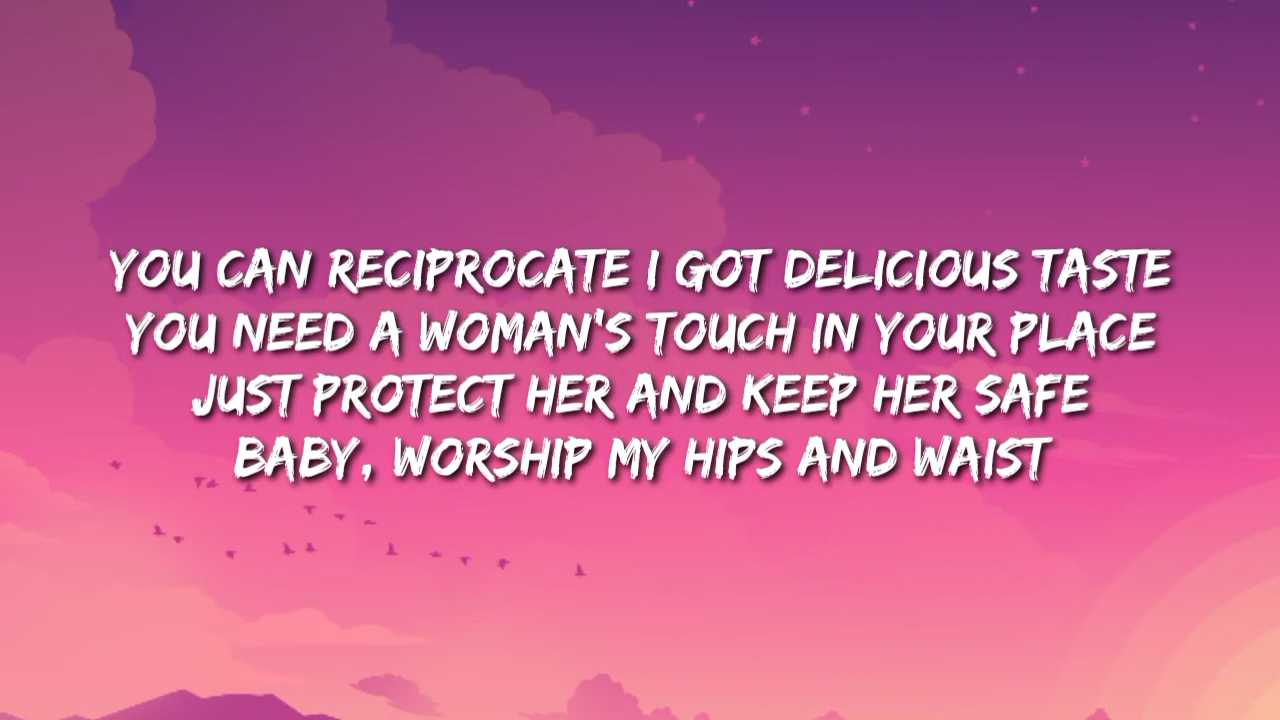 YOU CAN RECIPROCATE I GOT DELICIOUS TASTE
YOU NEED A WOMAN'S TOUCH IN YOUR PLACE
JUST PROTECT HER AND KEEP HER SAFE
BABY, WORSHIP MY HIPS AND WAIST